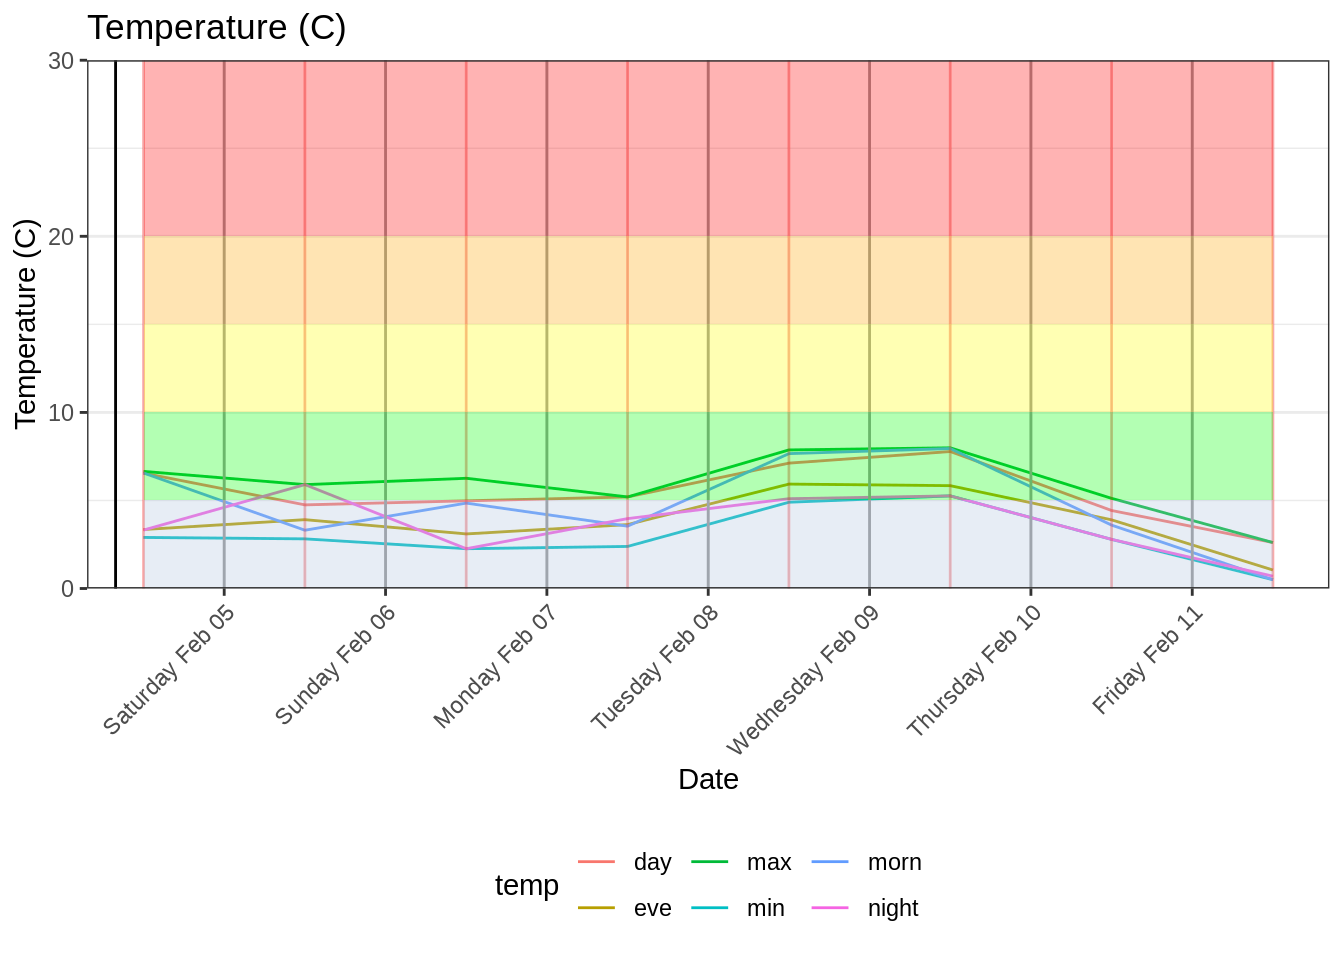 Temperature (C)
Temperature (C)
30
20
10
0
Saturday Feb 05
Sunday Feb 06
Monday Feb 07
Tuesday Feb 08
Wednesday Feb 09
Thursday Feb 10
Friday Feb 11
Date
temp
day
max
morn
eve
min
night